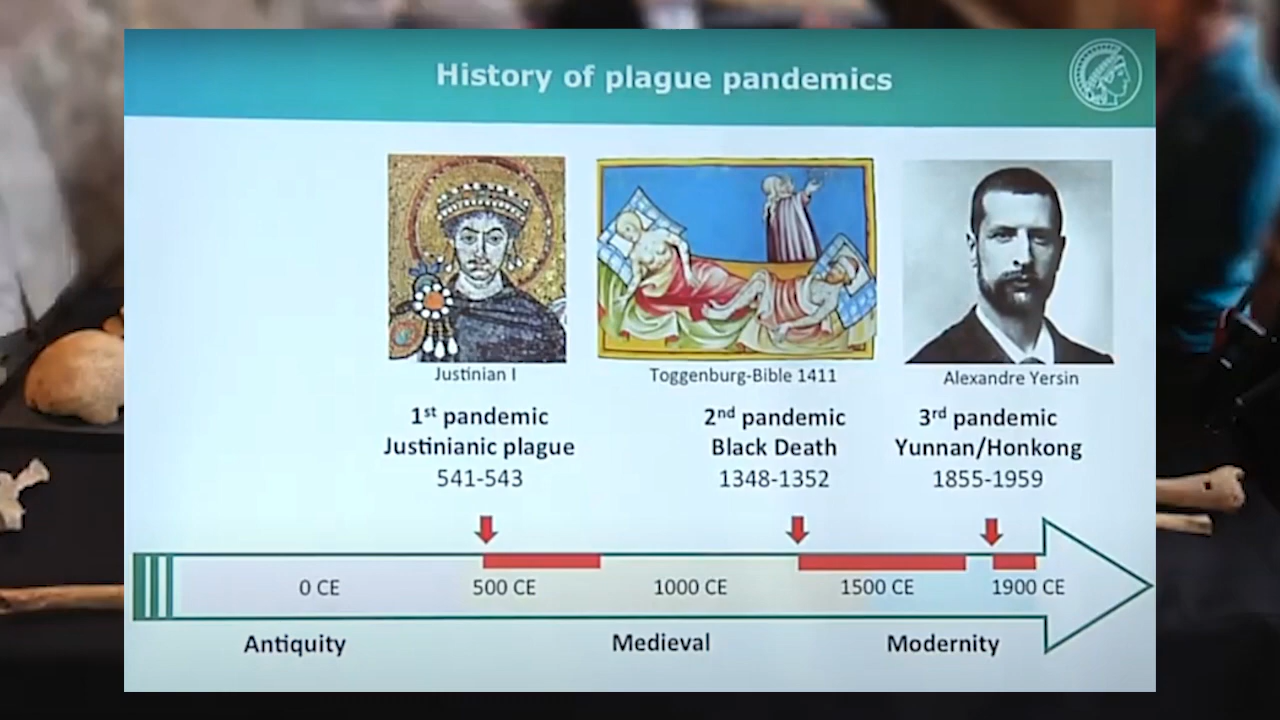 History of plague pandemics
Justinian I
Toggenburg-Bible 1411
Alexandre Yersin
1st pandemic
Justinianic plague
541-543
2nd pandemic
Black Death
1348-1352
3rd pandemic
Yunnan/Honkong
1855-1959
0 CE
500 CE
1000 CE
1500 CE
1900 CE
Antiquity
Medieval
Modernity